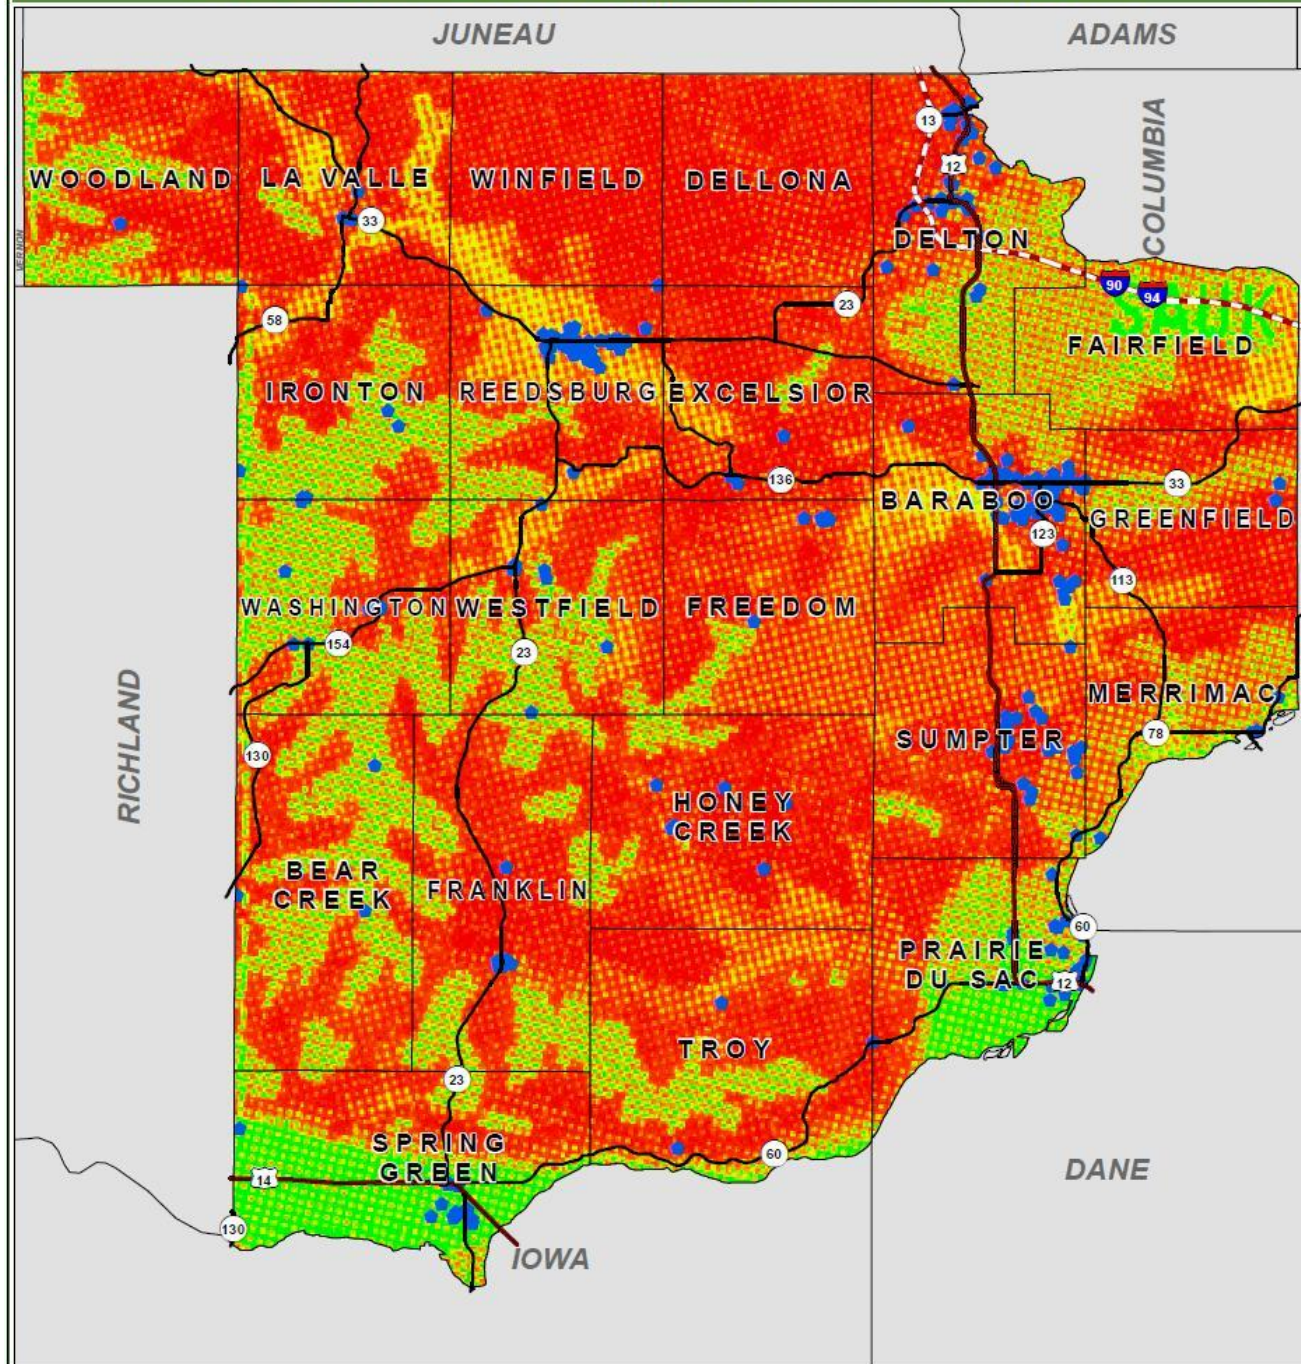 JUNEAU
ADAMS
COLUMBIA
13
12
WOODLAND
LA VALLE
WINFIELD
DELLONA
33
VERNON
DELTON
90
94
SAUK
58
23
FAIRFIELD
IRONTON
REEDSBURG
EXCELSIOR
136
33
BARABOO
GREENFIELD
123
113
WASHINGTON
WESTFIELD
FREEDOM
154
23
RICHLAND
MERRIMAC
130
SUMPTER
78
HONEY
CREEK
BEAR
CREEK
FRANKLIN
60
PRAIRIE
DU SAC
12
TROY
23
SPRING
GREEN
60
14
DANE
130
IOWA